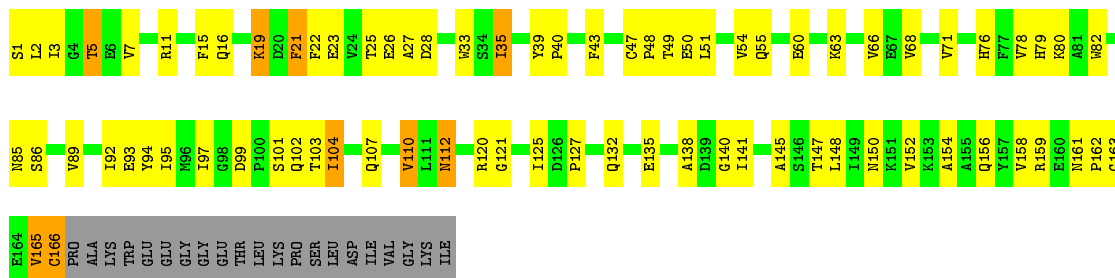 S1 L2 I3 G4 T5 E6 V7 R11 F15 Q16 K19 D20 F21 F22 E23 V24 T25 E26 A27 D28 W33 S34 I35 Y39 P40 F43 C47 P48 T49 E50 L51 V54 Q55 E60 K63 V66 E67 V68 V71 H76 F77 V78 H79 K80 A81 W82
N85 S86 V89 I92 E93 Y94 I95 M96 I97 G98 D99 P100 S101 Q102 T103 I104 Q107 V110 L111 N112 R120 G121 I125 D126 P127 Q132 E135 A138 D139 G140 I141 A145 S146 T147 L148 I149 N150 K151 V152 K153 A154 A155 Q156 Y157 V158 R159 E160 N161 P162
E164 V165 C166 PRO ALA LYS TRP GLU GLU GLY GLY GLU THR LEU LYS PRO SER LEU ASP ILE VAL GLY LYS ILE